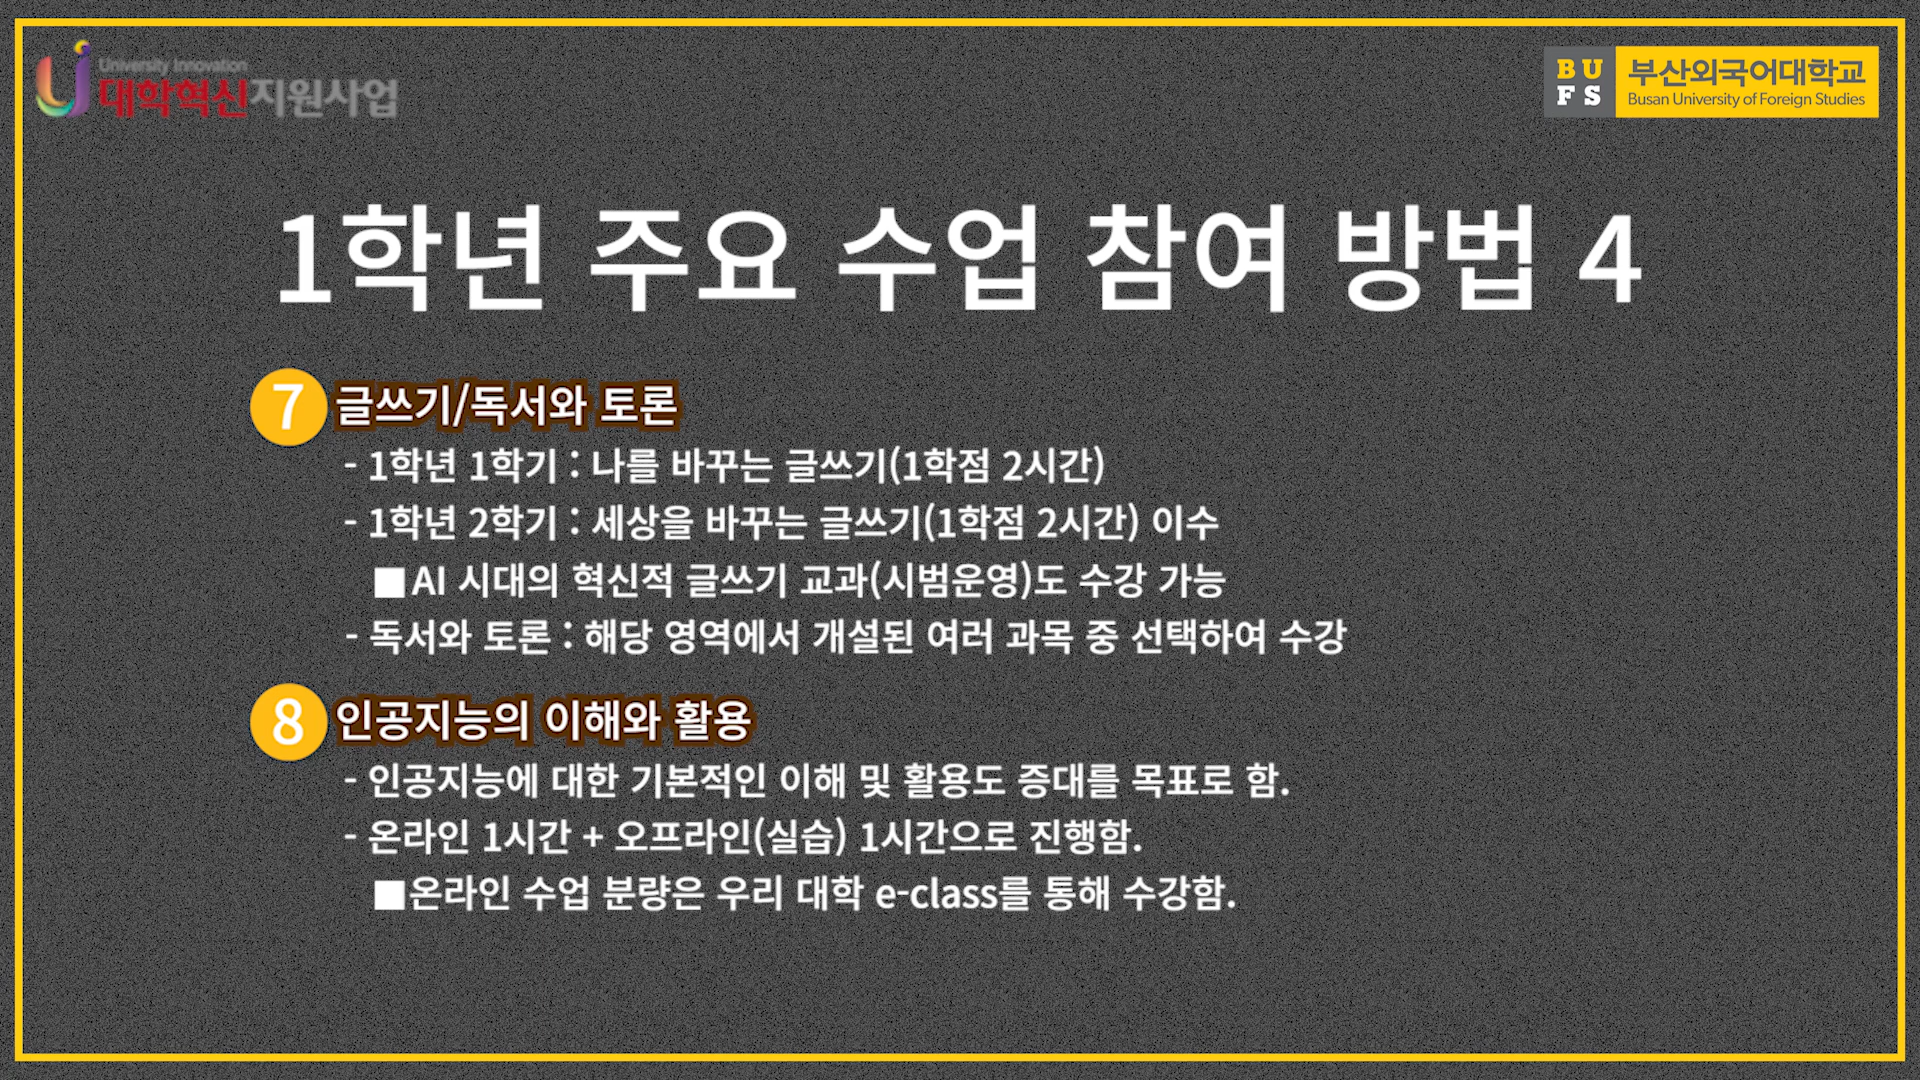 University Innovation
대학혁신지원사업
BU
FS
부산외국어대학교
Busan University of Foreign Studies
1학년 주요 수업 참여 방법 4
7 글쓰기/독서와 토론
- 1학년 1학기 : 나를 바꾸는 글쓰기(1학점 2시간)
- 1학년 2학기 : 세상을 바꾸는 글쓰기(1학점 2시간) 이수
■AI 시대의 혁신적 글쓰기 교과(시범운영)도 수강 가능
- 독서와 토론 : 해당 영역에서 개설된 여러 과목 중 선택하여 수강
8 인공지능의 이해와 활용
- 인공지능에 대한 기본적인 이해 및 활용도 증대를 목표로 함.
- 온라인 1시간 + 오프라인(실습) 1시간으로 진행함.
■온라인 수업 분량은 우리 대학 e-class를 통해 수강함.